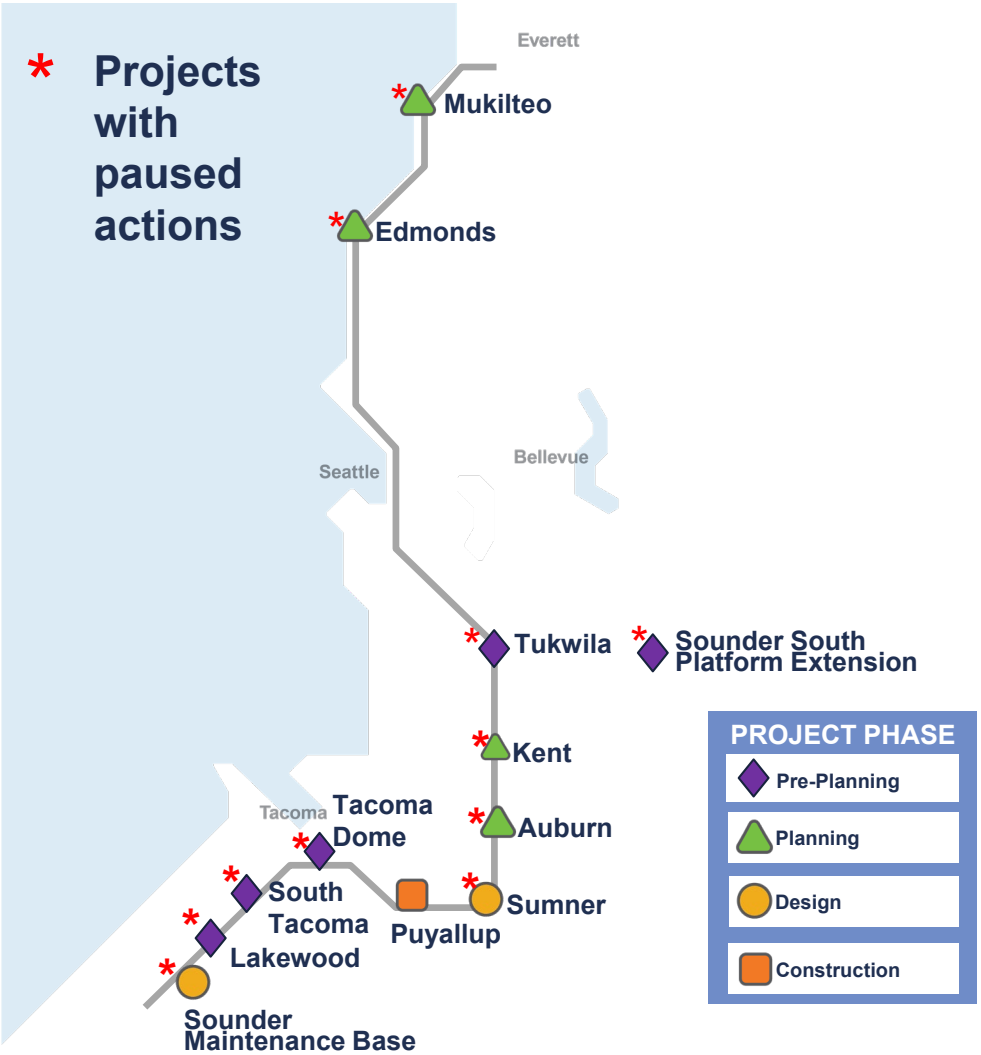 * Projects
with
paused
actions
Everett
* Mukilteo
* Edmonds
Seattle
Bellevue
* Tukwila
* Sounder South
Platform Extension
* Kent
* Auburn
* Sumner
Puyallup
Tacoma
* Tacoma
Dome
* South
Tacoma
* Lakewood
* Sounder
Maintenance Base
PROJECT PHASE
Pre-Planning
Planning
Design
Construction